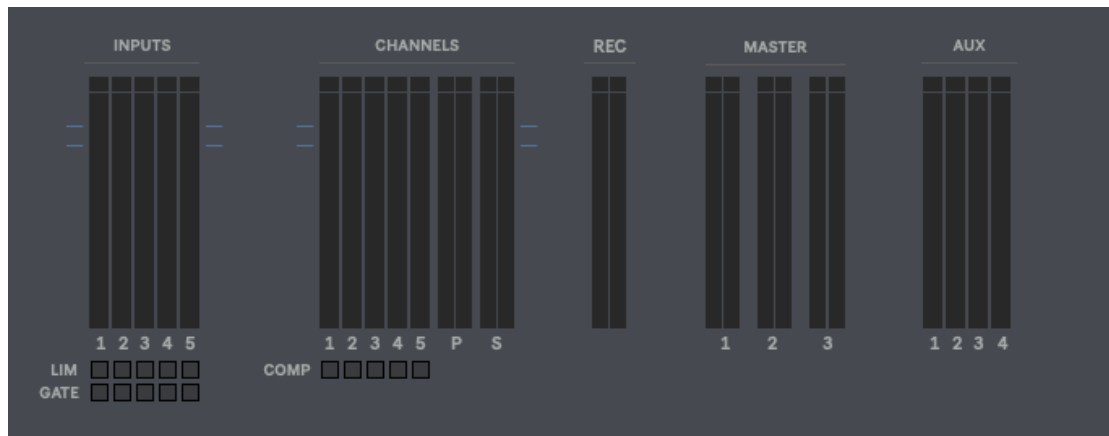 INPUTS CHANNELS REC MASTER AUX
1 2 3 4 5 1 2 3 4 5 P S 1 2 3 1 2 3 4
LIM COMP
GATE